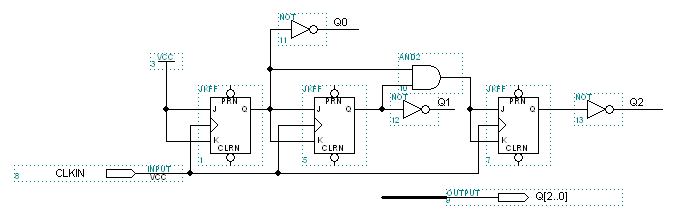 NOT
Q0
11
VCC
3
AND2
10
JKFF
PRN
J Q
K
CLRN
1
JKFF
PRN
J Q
K
CLRN
5
NOT
Q1
12
JKFF
PRN
J Q
K
CLRN
7
NOT
Q2
13
CLKIN
INPUT
VCC
8
OUTPUT
9
Q[2..0]